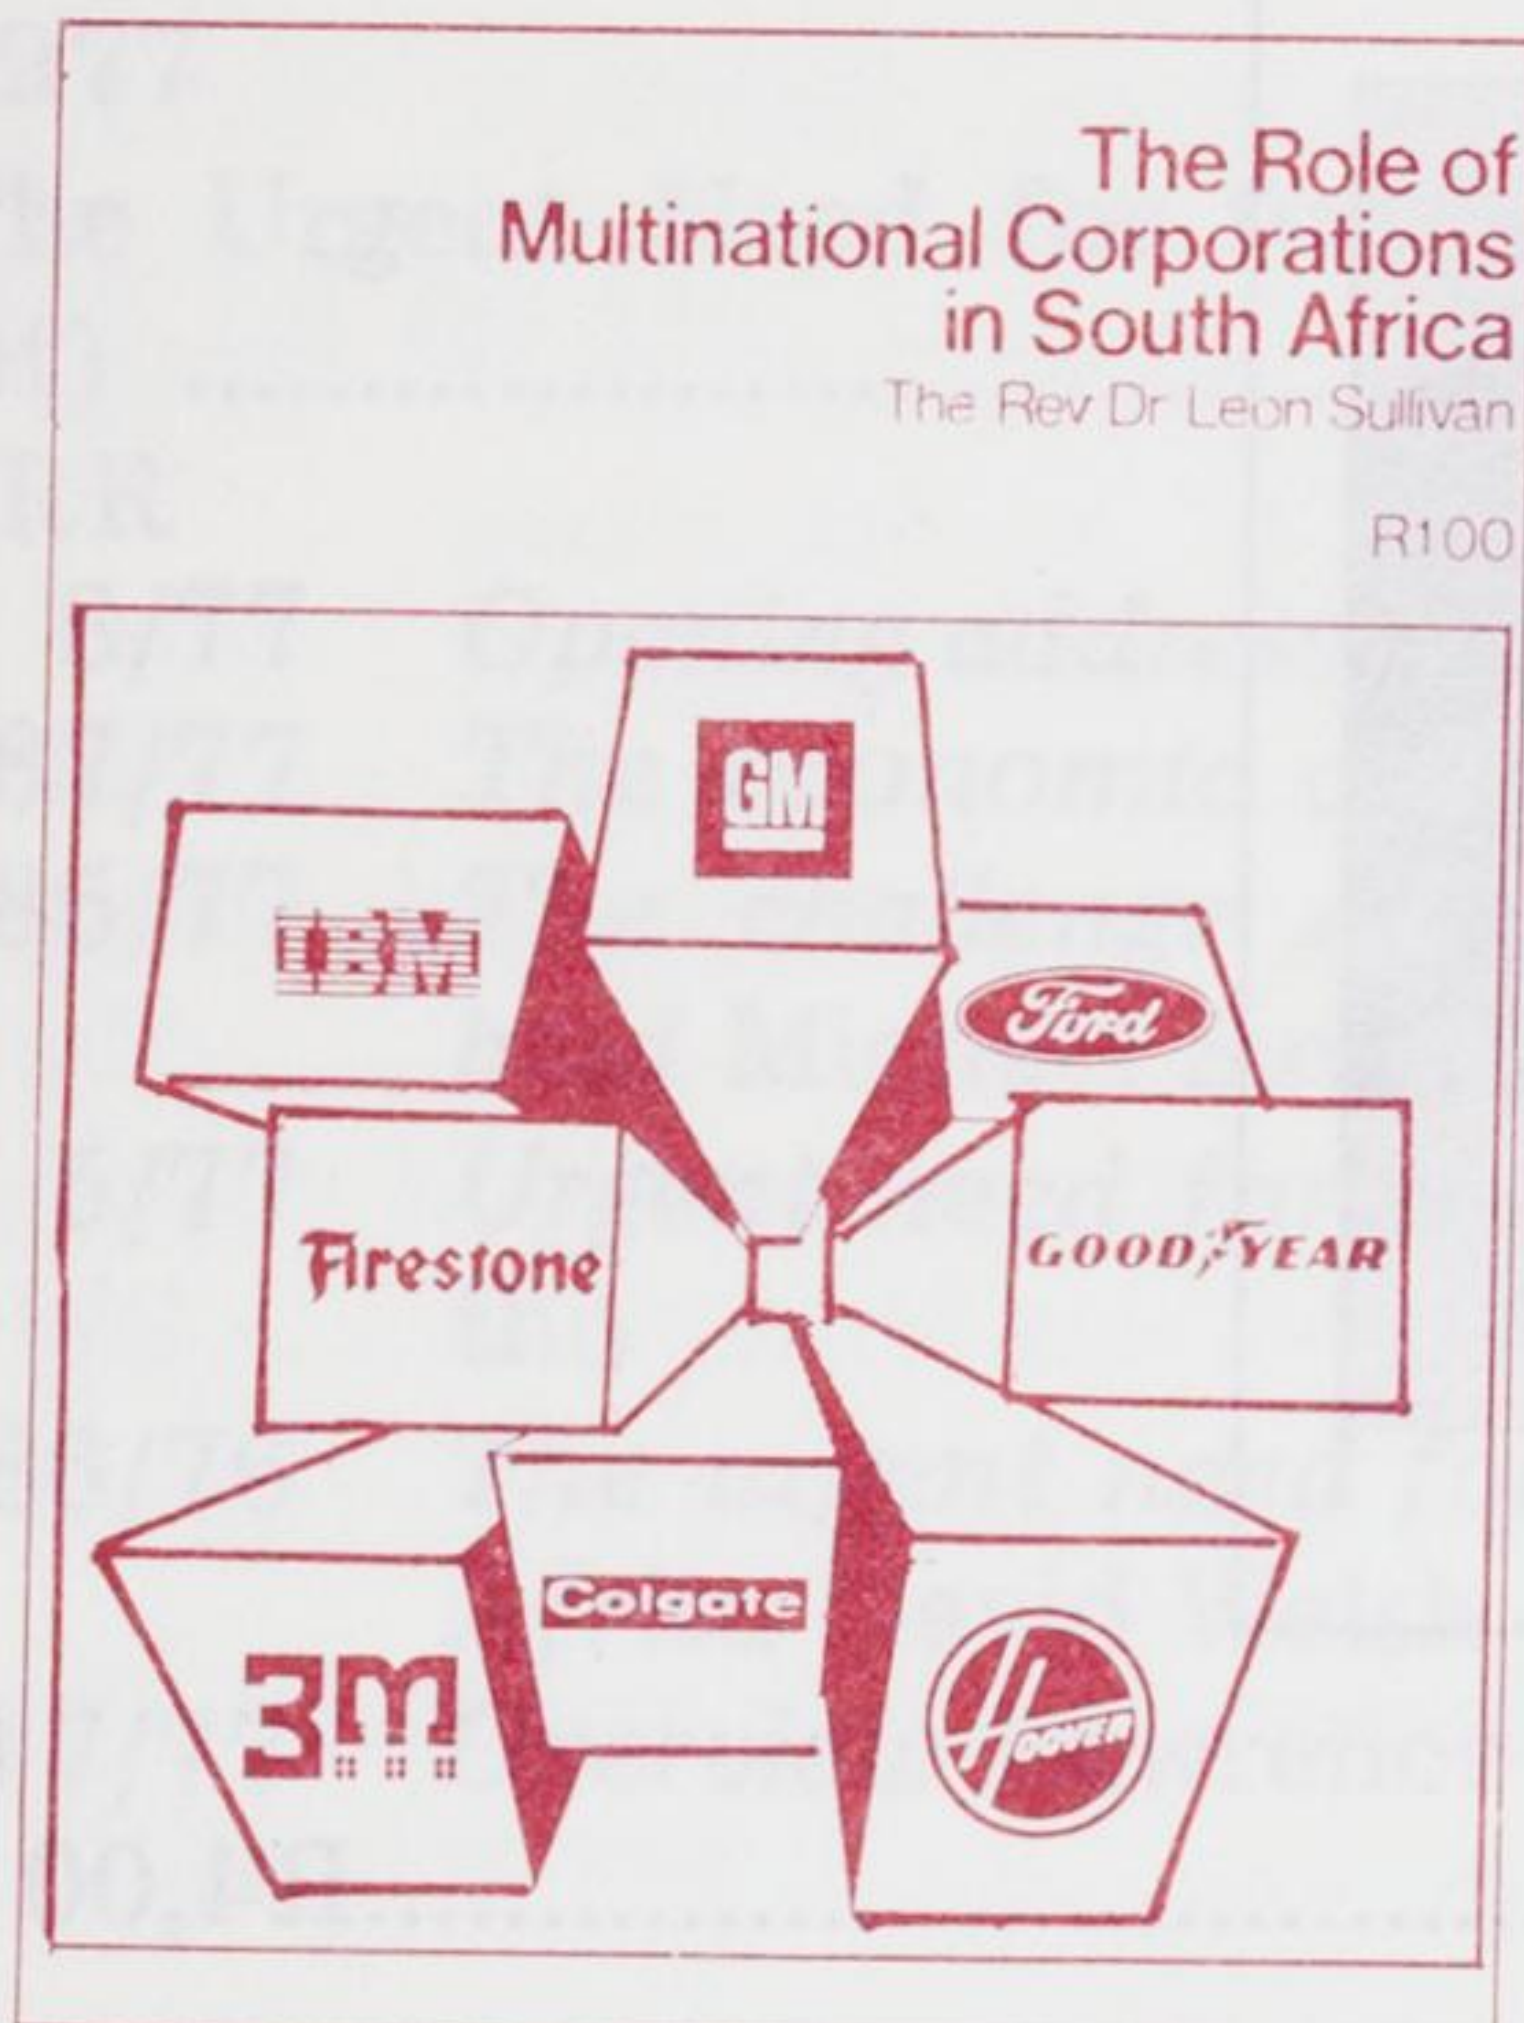 The Role of
Multinational Corporations
in South Africa
The Rev Dr Leon Sullivan
R100
GM
IBM
Ford
Firestone
GOODYEAR
Colgate
3M
HOOVER